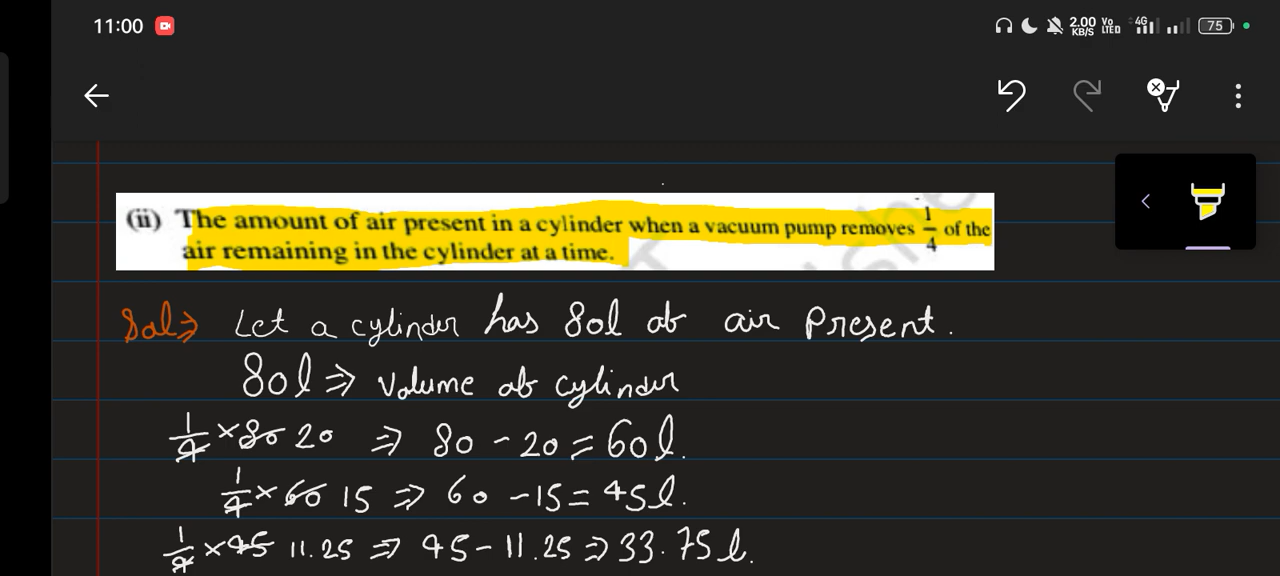 11:00 2.00 KB/S Vo LTED 4G 75
(ii) The amount of air present in a cylinder when a vacuum pump removes 1/4 of the
air remaining in the cylinder at a time.
Sol⇒ Let a cylinder has 80l of air Present.
80l ⇒ Volume of cylinder
1/4 × 80 20 ⇒ 80 - 20 = 60l.
1/4 × 60 15 ⇒ 60 - 15 = 45l.
1/4 × 45 11.25 ⇒ 45 - 11.25 ⇒ 33.75l.